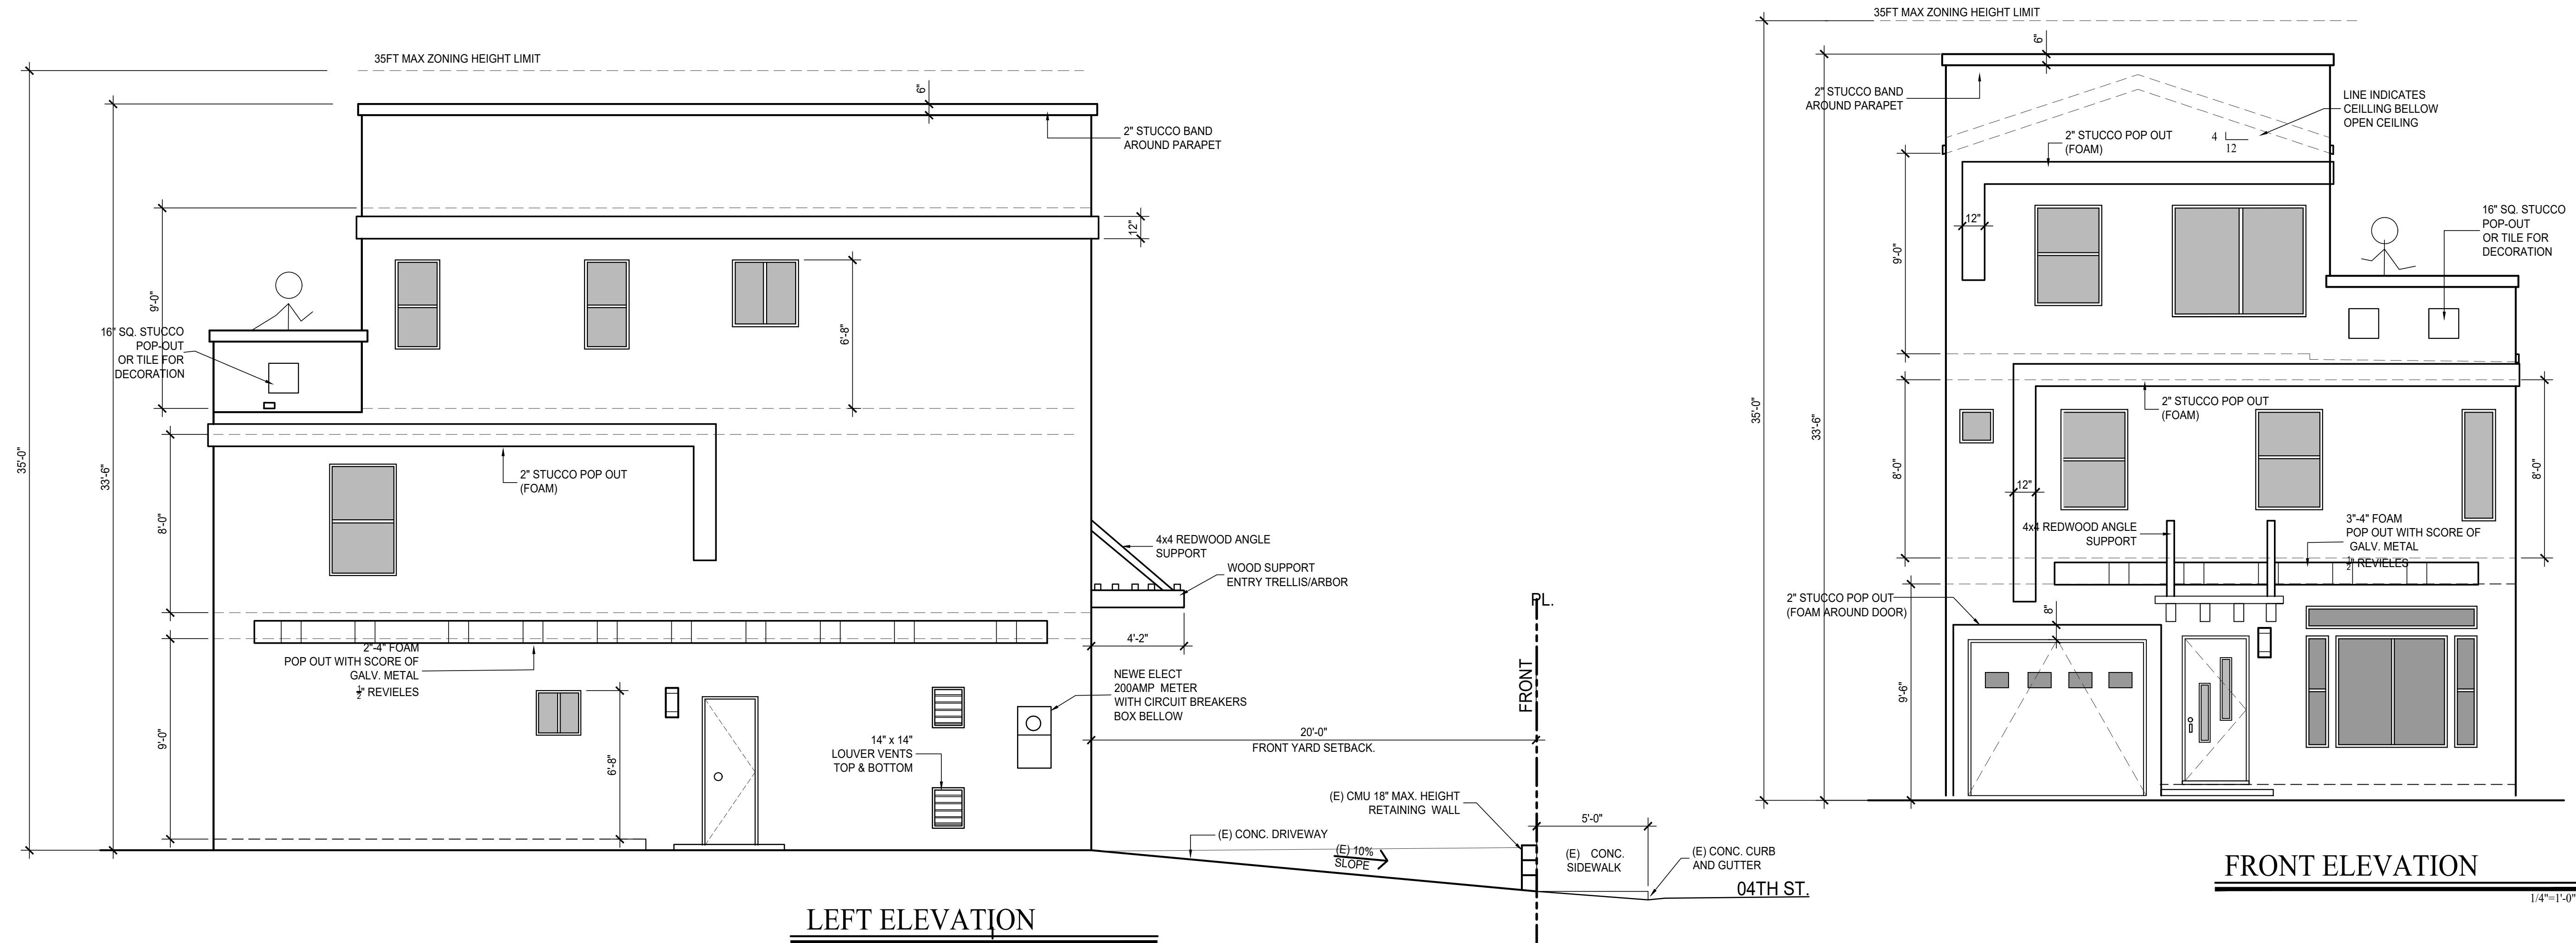 35FT MAX ZONING HEIGHT LIMIT
6"
2" STUCCO BAND
AROUND PARAPET
12"
9'-0"
6'-8"
16" SQ. STUCCO
POP-OUT
OR TILE FOR
DECORATION
35'-0"
33'-6"
2" STUCCO POP OUT
(FOAM)
8'-0"
4x4 REDWOOD ANGLE
SUPPORT
WOOD SUPPORT
ENTRY TRELLIS/ARBOR
PL.
4'-2"
2"-4" FOAM
POP OUT WITH SCORE OF
GALV. METAL
1/2" REVIELES
NEWE ELECT
200AMP METER
WITH CIRCUIT BREAKERS
BOX BELLOW
FRONT
9'-0"
6'-8"
14" x 14"
LOUVER VENTS
TOP & BOTTOM
20'-0"
FRONT YARD SETBACK.
(E) CMU 18" MAX. HEIGHT
RETAINING WALL
5'-0"
(E) CONC. DRIVEWAY
(E) 10%
SLOPE
(E) CONC.
SIDEWALK
(E) CONC. CURB
AND GUTTER
04TH ST.
LEFT ELEVATION
35FT MAX ZONING HEIGHT LIMIT
6"
2" STUCCO BAND
AROUND PARAPET
LINE INDICATES
CEILLING BELLOW
OPEN CEILING
2" STUCCO POP OUT
(FOAM)
4
12
12"
9'-0"
16" SQ. STUCCO
POP-OUT
OR TILE FOR
DECORATION
35'-0"
33'-6"
2" STUCCO POP OUT
(FOAM)
8'-0"
12"
8'-0"
4x4 REDWOOD ANGLE
SUPPORT
3"-4" FOAM
POP OUT WITH SCORE OF
GALV. METAL
1/2" REVIELES
2" STUCCO POP OUT
(FOAM AROUND DOOR)
8"
9'-6"
FRONT ELEVATION
1/4"=1'-0"